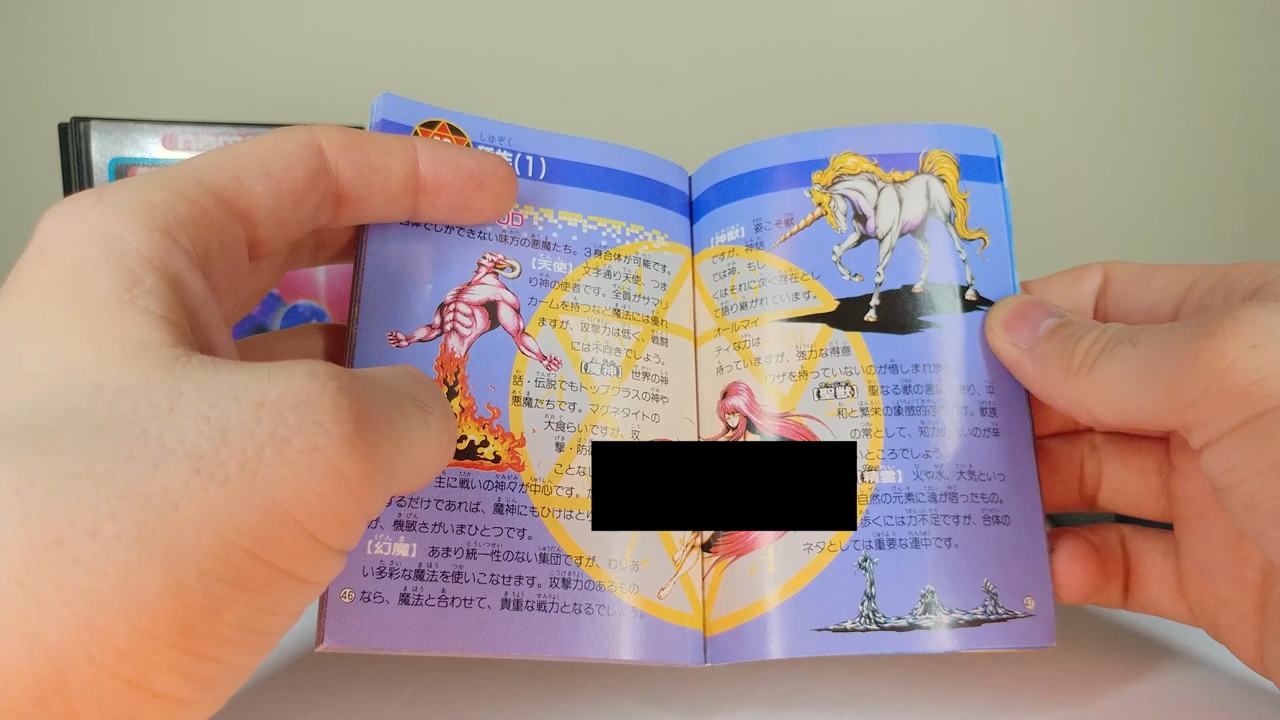 しゅぞく
族(1)
合体でしかできない味方の悪魔たち。3身合体が可能です。
【天使】文字通り天使、つま
り神の使者です。全員がサマリ
カームを持つなど魔法には優れ
ますが、攻撃力は低く、戦闘
には不向きでしょう。
【魔神】世界の神
話・伝説でもトップクラスの神や
悪魔たちです。マグネタイトの
大食らいですが、攻
撃・防
ことな
主に戦いの神々が中心です。
するだけであれば、魔神にもひけはと
が、機敏さがいまひとつです。
【幻魔】あまり統一性のない集団ですが、わりあ
い多彩な魔法を使いこなせます。攻撃力のあるもの
なら、魔法と合わせて、貴重な戦力となるでしょう。
46
【神獣】姿こそ獣
ですが、神話
では神、もし
くはそれに次ぐ存在とし
て語り継がれています。
オールマイ
ティな力は
持っていますが、強力な得意
ワザを持っていないのが惜しまれま
【聖獣】聖なる獣の言 り、平
和と繁栄の象徴的存 す。獣族
の常として、知力 いのが辛
いところでしょう
【精霊】火や水、大気といっ
自然の元素に魂が宿ったもの。
歩くには力不足ですが、合体の
ネタとしては重要な連中です。
47